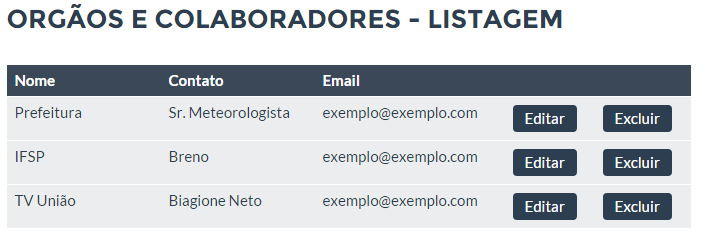 ORGÃOS E COLABORADORES - LISTAGEM
Nome Contato Email
Prefeitura Sr. Meteorologista exemplo@exemplo.com Editar Excluir
IFSP Breno exemplo@exemplo.com Editar Excluir
TV União Biagione Neto exemplo@exemplo.com Editar Excluir